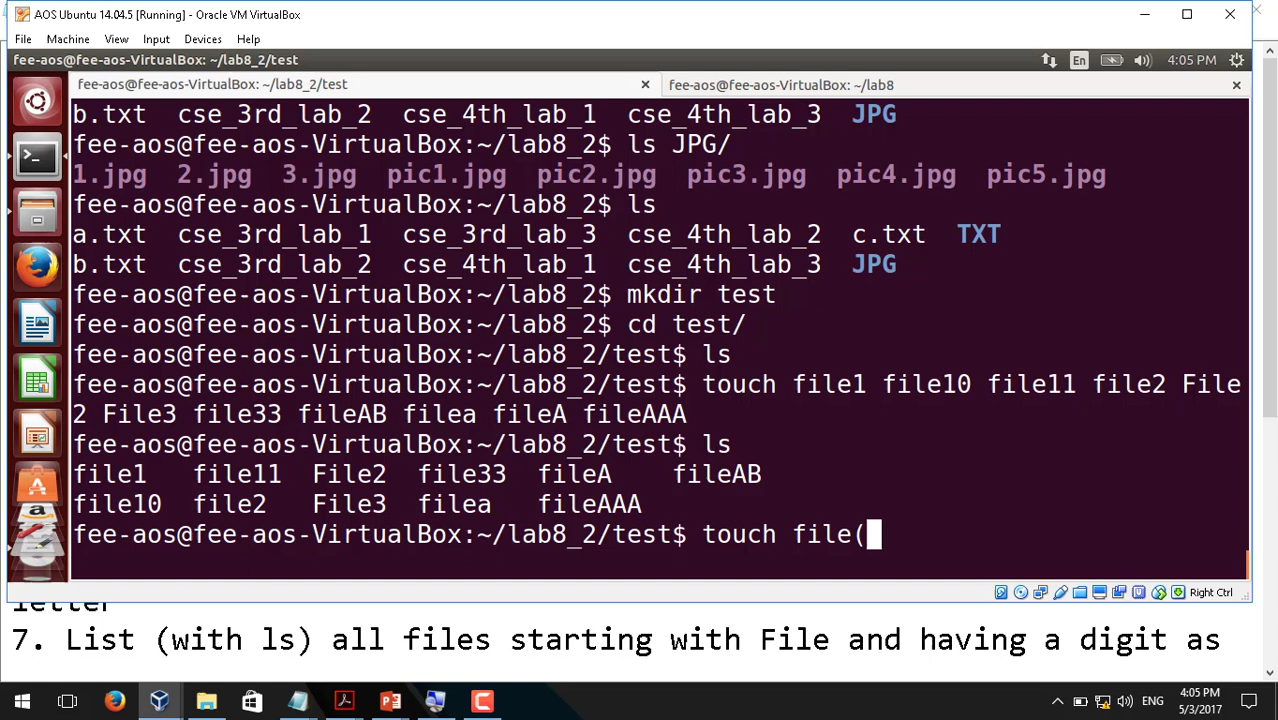 AOS Ubuntu 14.04.5 [Running] - Oracle VM VirtualBox
File Machine View Input Devices Help
fee-aos@fee-aos-VirtualBox: ~/lab8_2/test
En
4:05 PM
fee-aos@fee-aos-VirtualBox: ~/lab8_2/test
fee-aos@fee-aos-VirtualBox: ~/lab8
b.txt cse_3rd_lab_2 cse_4th_lab_1 cse_4th_lab_3 JPG
fee-aos@fee-aos-VirtualBox:~/lab8_2$ ls JPG/
1.jpg 2.jpg 3.jpg pic1.jpg pic2.jpg pic3.jpg pic4.jpg pic5.jpg
fee-aos@fee-aos-VirtualBox:~/lab8_2$ ls
a.txt cse_3rd_lab_1 cse_3rd_lab_3 cse_4th_lab_2 c.txt TXT
b.txt cse_3rd_lab_2 cse_4th_lab_1 cse_4th_lab_3 JPG
fee-aos@fee-aos-VirtualBox:~/lab8_2$ mkdir test
fee-aos@fee-aos-VirtualBox:~/lab8_2$ cd test/
fee-aos@fee-aos-VirtualBox:~/lab8_2/test$ ls
fee-aos@fee-aos-VirtualBox:~/lab8_2/test$ touch file1 file10 file11 file2 File
2 File3 file33 fileAB filea fileA fileAAA
fee-aos@fee-aos-VirtualBox:~/lab8_2/test$ ls
file1 file11 File2 file33 fileA fileAB
file10 file2 File3 filea fileAAA
fee-aos@fee-aos-VirtualBox:~/lab8_2/test$ touch file(
Right Ctrl
letter
7. List (with ls) all files starting with File and having a digit as
ENG
4:05 PM
5/3/2017